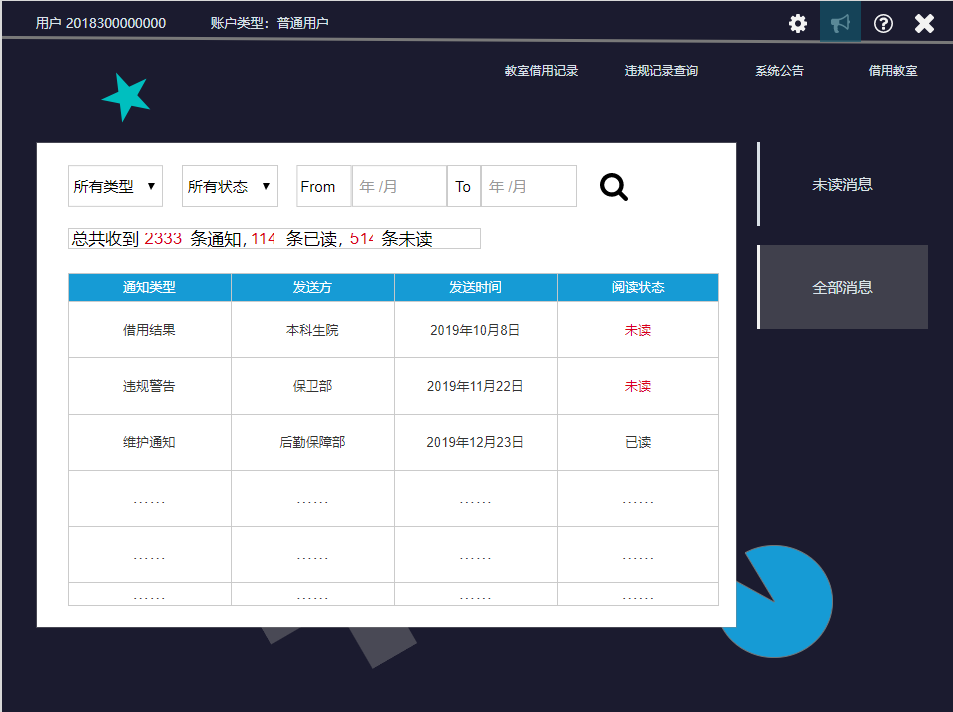 用户 2018300000000 账户类型：普通用户
教室借用记录 违规记录查询 系统公告 借用教室
所有类型 ▼ 所有状态 ▼ From 年 /月 To 年 /月
未读消息
总共收到 2333 条通知, 114 条已读, 514 条未读
全部消息
通知类型 发送方 发送时间 阅读状态
借用结果 本科生院 2019年10月8日 未读
违规警告 保卫部 2019年11月22日 未读
维护通知 后勤保障部 2019年12月23日 已读
...... ...... ...... ......
...... ...... ...... ......
...... ...... ...... ......